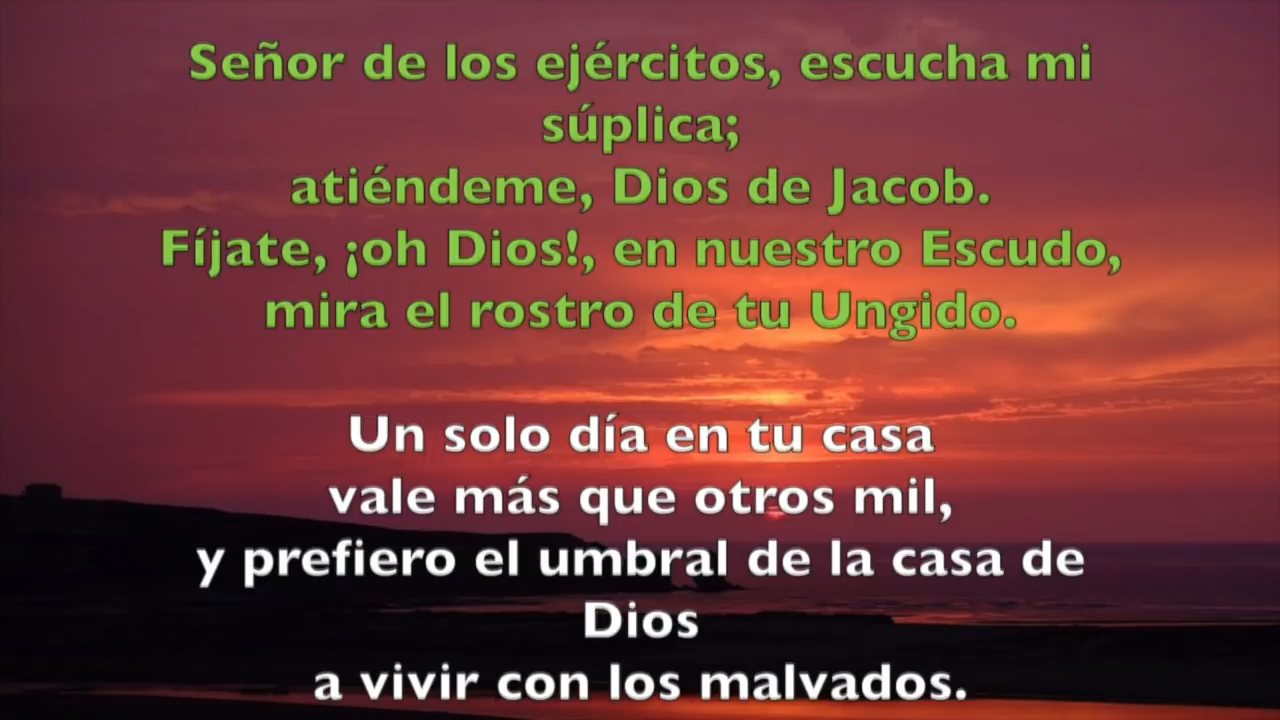 Señor de los ejércitos, escucha mi
súplica;
atiéndeme, Dios de Jacob.
Fíjate, ¡oh Dios!, en nuestro Escudo,
mira el rostro de tu Ungido.
Un solo día en tu casa
vale más que otros mil,
y prefiero el umbral de la casa de
Dios
a vivir con los malvados.